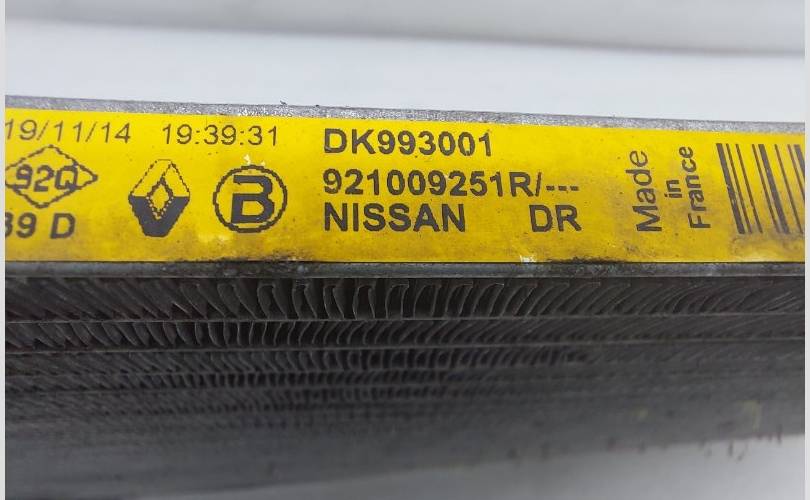 19/11/14 19:39:31 DK993001
92Q B 921009251R/---
39 D NISSAN DR
Made
in
France